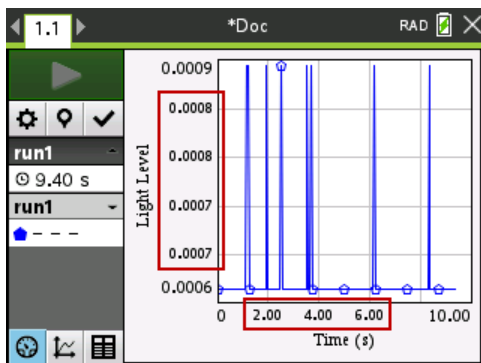 1.1 *Doc RAD
run1
9.40 s
run1
0.0009
0.0008
0.0008
0.0007
0.0007
0.0006
Light Level
0 2.00 4.00 6.00 10.00
Time (s)